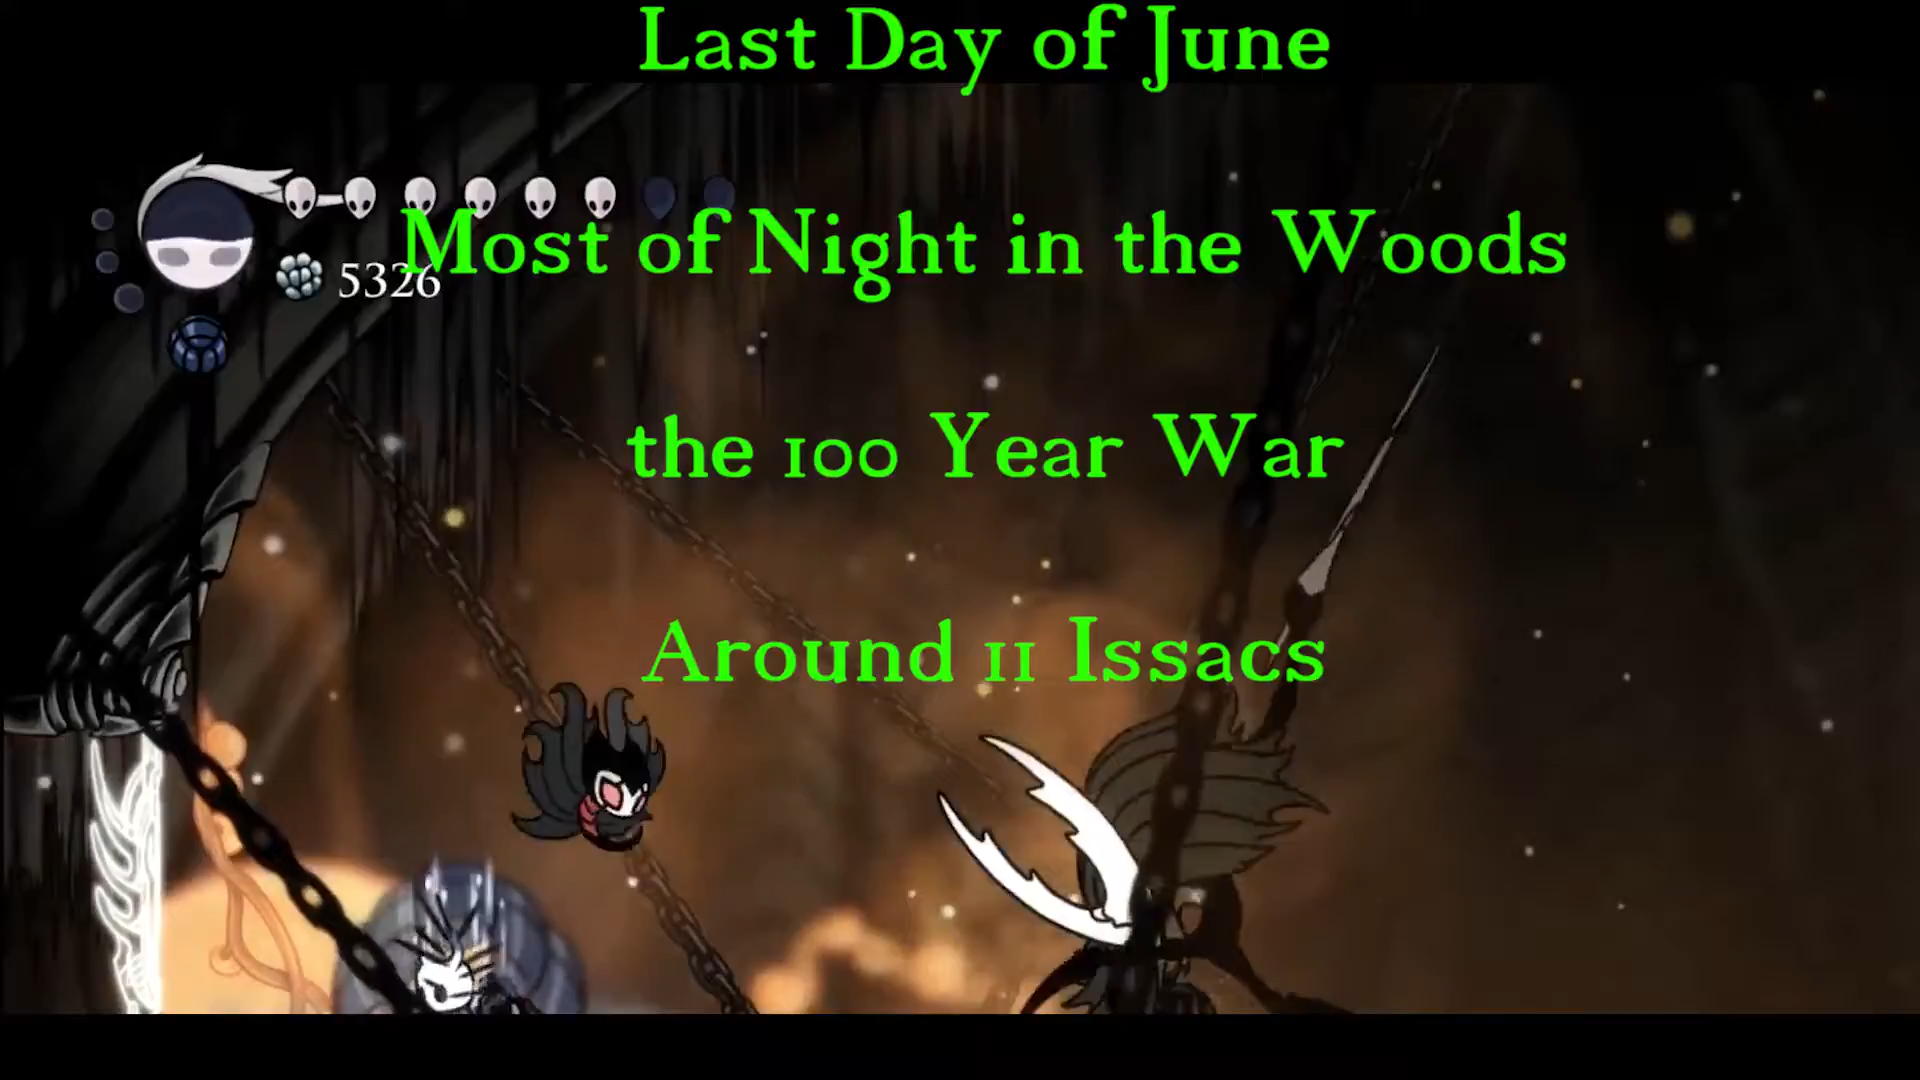 Last Day of June
5326
Most of Night in the Woods
the 100 Year War
Around 11 Issacs